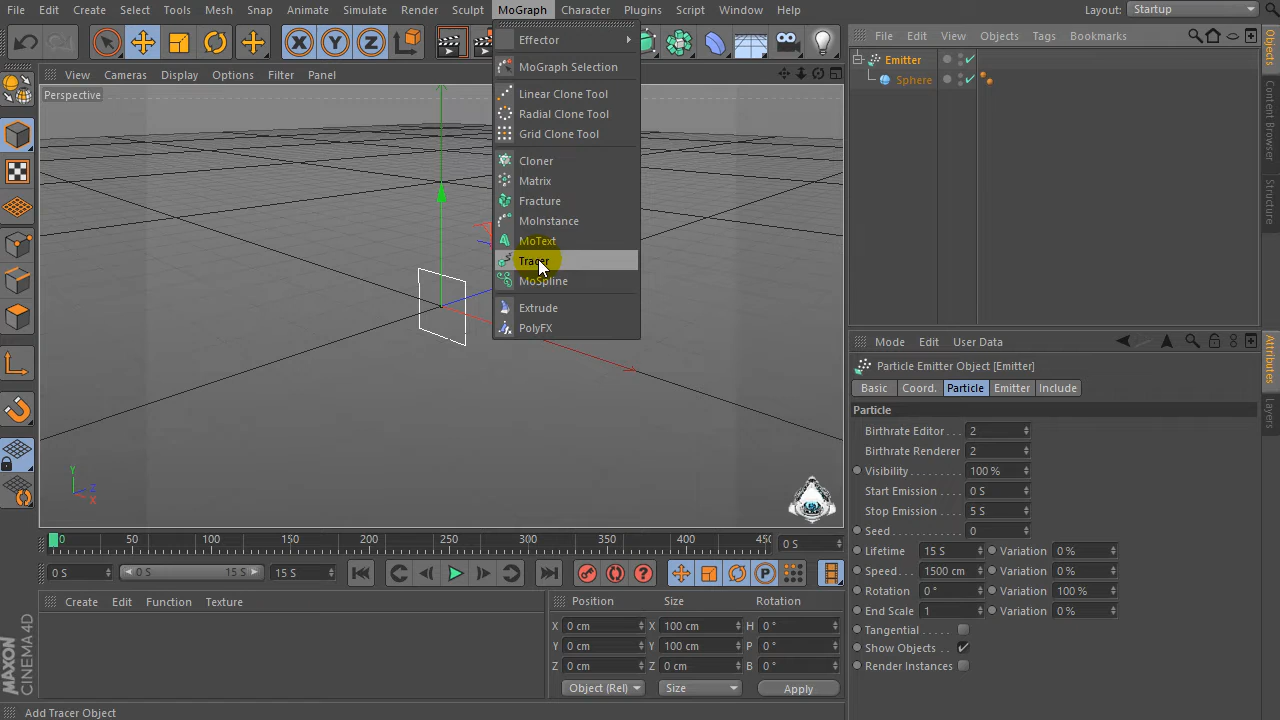 File Edit Create Select Tools Mesh Snap Animate Simulate Render Sculpt MoGraph Character Plugins Script Window Help Layout: Startup
View Cameras Display Options Filter Panel
Perspective
Y
Z
X
Effector
MoGraph Selection
Linear Clone Tool
Radial Clone Tool
Grid Clone Tool
Cloner
Matrix
Fracture
MoInstance
MoText
Tracer
MoSpline
Extrude
PolyFX
File Edit View Objects Tags Bookmarks
Emitter
Sphere
Objects
Content Browser
Structure
Mode Edit User Data
Particle Emitter Object [Emitter]
Basic Coord. Particle Emitter Include
Particle
Birthrate Editor . . . 2
Birthrate Renderer 2
Visibility. . . . . . . . . 100 %
Start Emission . . . 0 S
Stop Emission . . . 5 S
Seed. . . . . . . . . . . . 0
Lifetime 15 S Variation 0 %
Speed. . . 1500 cm Variation 0 %
Rotation 0 ° Variation 100 %
End Scale 1 Variation 0 %
Tangential . . . . .
Show Objects . .
Render Instances
Attributes
Layers
0 50 100 150 200 250 300 350 400 450 0 S
0 S 0 S 15 S 15 S
Create Edit Function Texture
Position Size Rotation
X 0 cm X 100 cm H 0 °
Y 0 cm Y 100 cm P 0 °
Z 0 cm Z 0 cm B 0 °
Object (Rel) Size Apply
MAXON
CINEMA 4D
Add Tracer Object